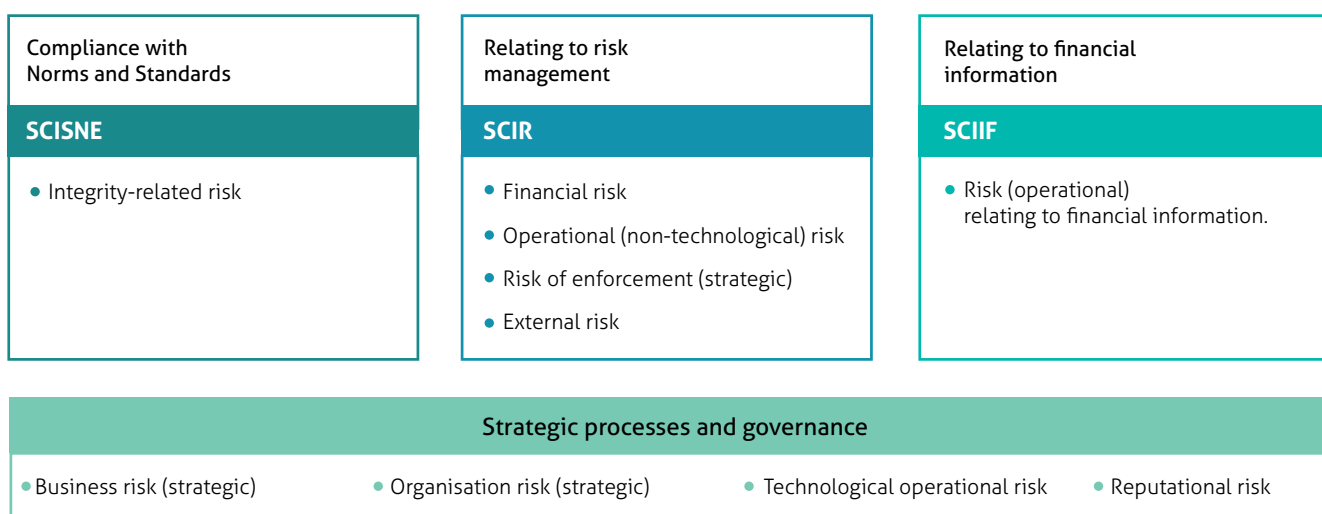 Compliance with
Norms and Standards
SCISNE
Integrity-related risk
Relating to risk
management
SCIR
Financial risk
Operational (non-technological) risk
Risk of enforcement (strategic)
External risk
Relating to financial
information
SCIIF
Risk (operational)
relating to financial information.
Strategic processes and governance
Business risk (strategic)
Organisation risk (strategic)
Technological operational risk
Reputational risk